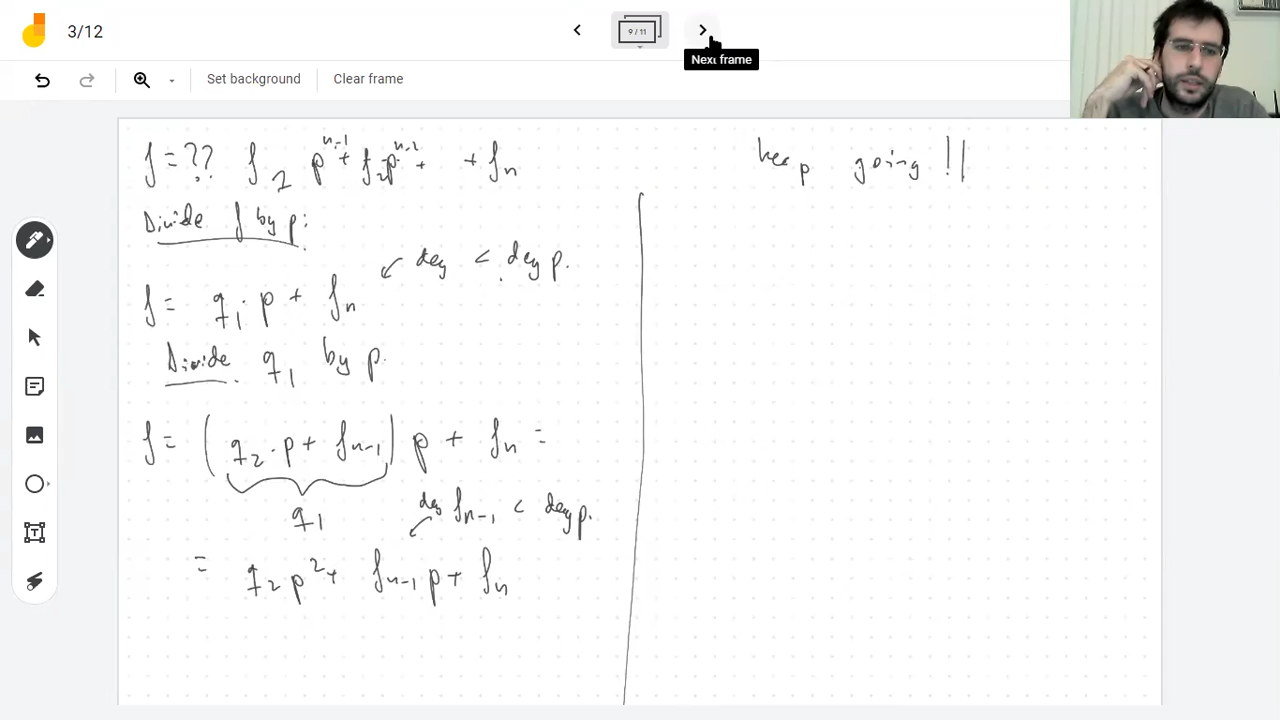 3/12
9 / 11
Next frame
Set background
Clear frame
f = ?? f_1 p^{n-1} + f_2 p^{n-2} + + f_n
Divide f by p:
deg < deg p.
f = q_1 · p + f_n
Divide q_1 by p.
f = (q_2 · p + f_{n-1}) p + f_n =
q_1
deg f_{n-1} < deg p.
= q_2 p^2 + f_{n-1} p + f_n
keep going !!